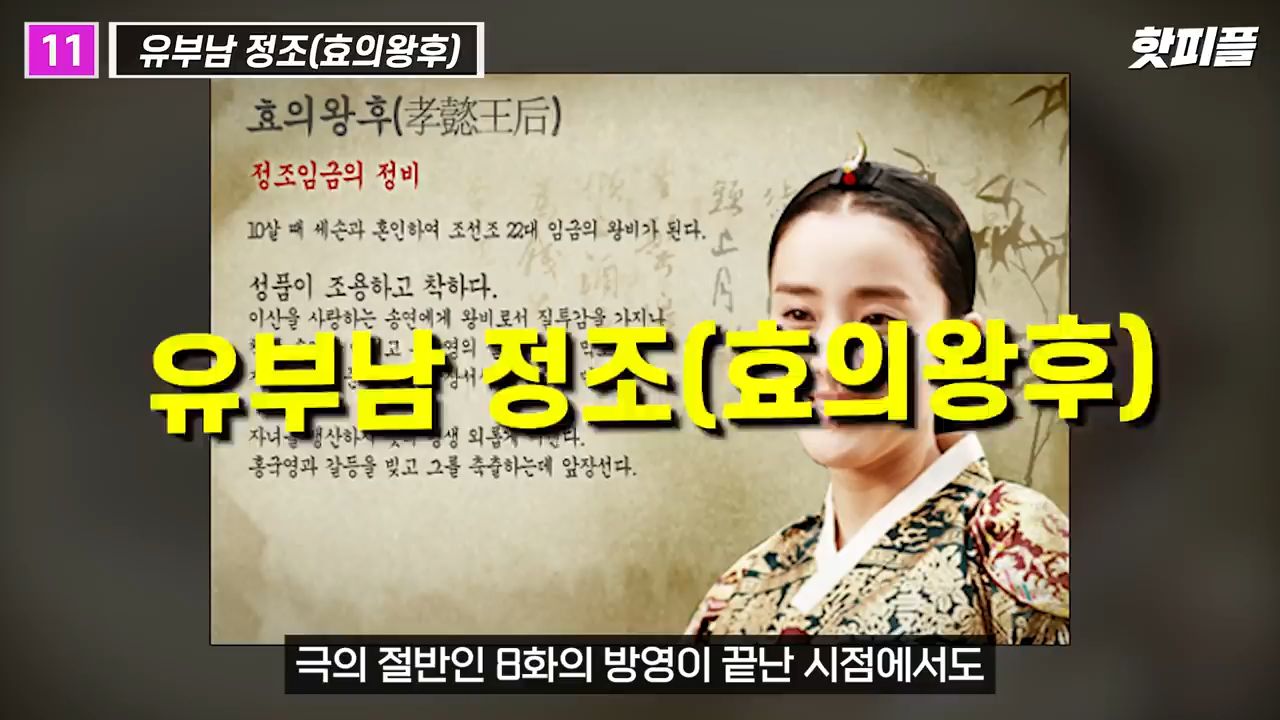 11
유부남 정조(효의왕후)
핫피플
효의왕후(孝懿王后)
정조임금의 정비
10살 때 세손과 혼인하여 조선조 22대 임금의 왕비가 된다.
성품이 조용하고 착하다.
이산을 사랑하는 송연에게 왕비로서 질투감을 가지나
유부남 정조(효의왕후)
자녀를 생산하지 외롭게
홍국영과 갈등을 빚고 그를 축출하는데 앞장선다.
극의 절반인 8화의 방영이 끝난 시점에서도